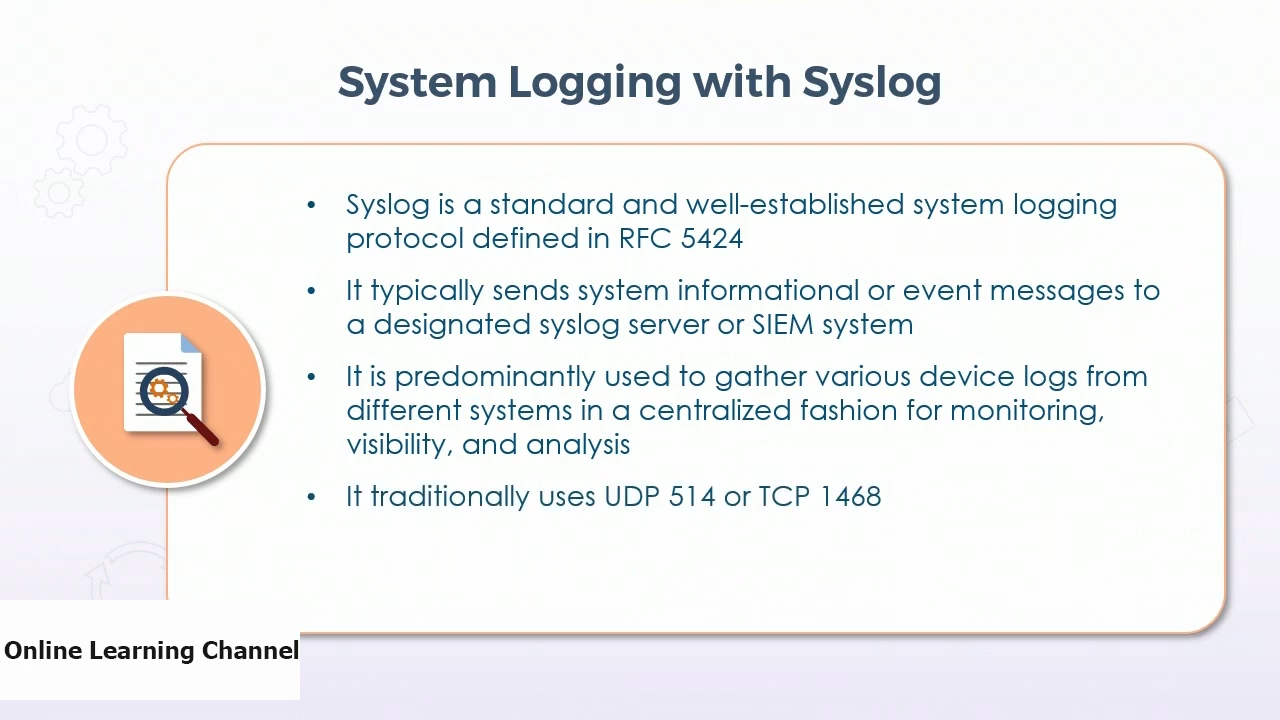 System Logging with Syslog
• Syslog is a standard and well-established system logging
protocol defined in RFC 5424
• It typically sends system informational or event messages to
a designated syslog server or SIEM system
• It is predominantly used to gather various device logs from
different systems in a centralized fashion for monitoring,
visibility, and analysis
• It traditionally uses UDP 514 or TCP 1468
Online Learning Channel